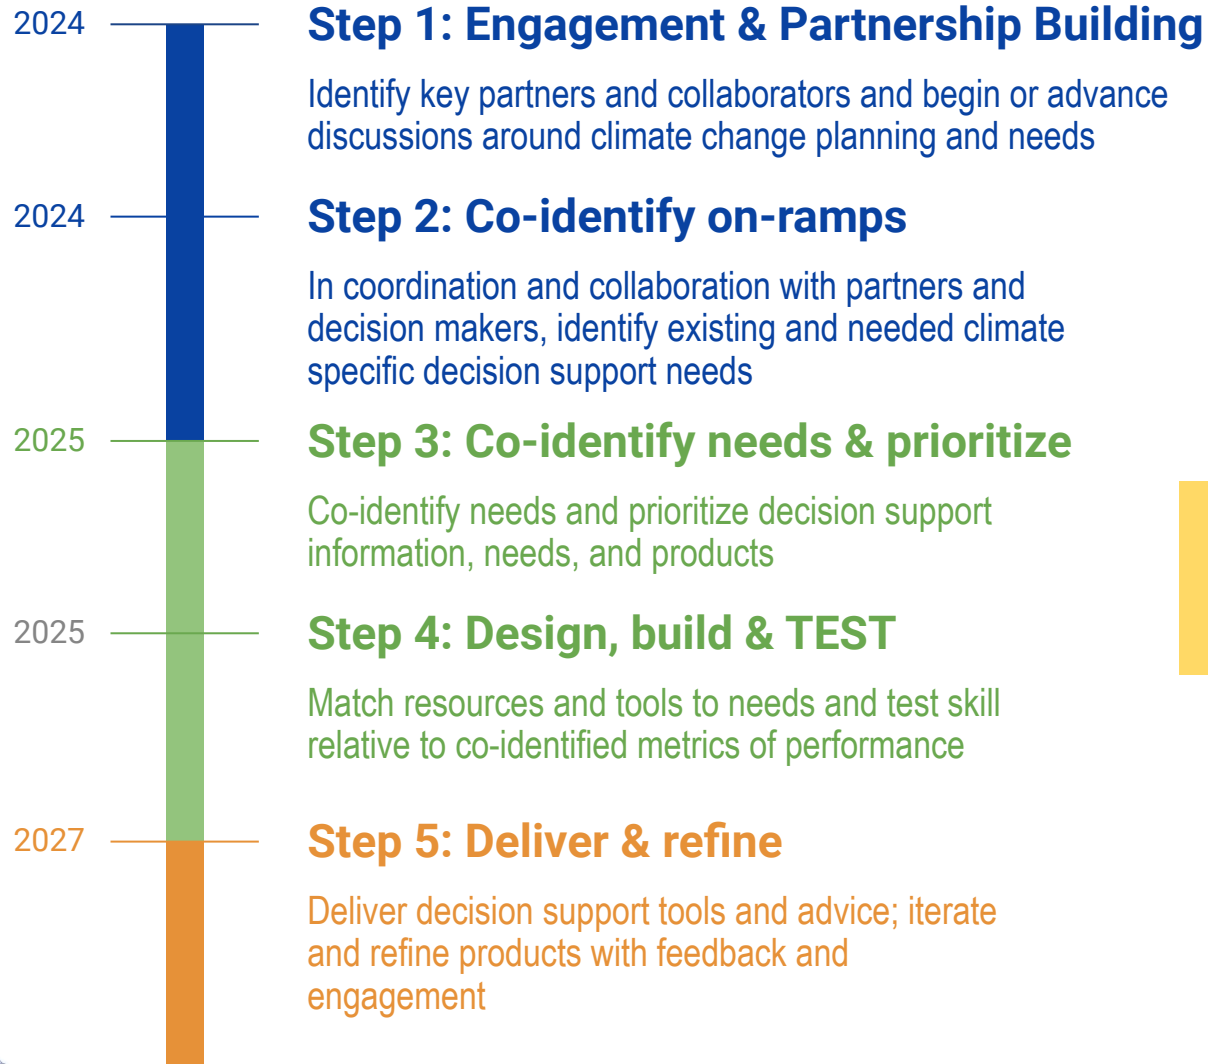 2024
Step 1: Engagement & Partnership Building
Identify key partners and collaborators and begin or advance
discussions around climate change planning and needs
2024
Step 2: Co-identify on-ramps
In coordination and collaboration with partners and
decision makers, identify existing and needed climate
specific decision support needs
2025
Step 3: Co-identify needs & prioritize
Co-identify needs and prioritize decision support
information, needs, and products
2025
Step 4: Design, build & TEST
Match resources and tools to needs and test skill
relative to co-identified metrics of performance
2027
Step 5: Deliver & refine
Deliver decision support tools and advice; iterate
and refine products with feedback and
engagement